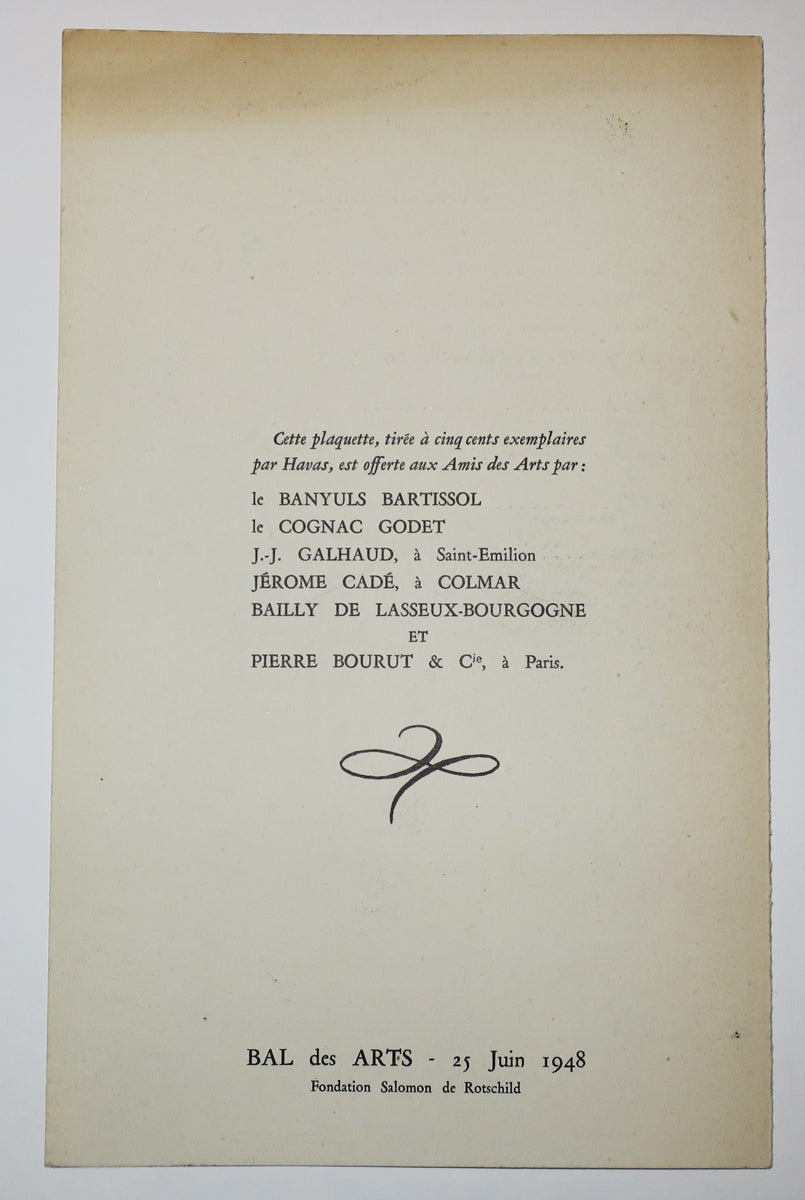 Cette plaquette, tirée à cinq cents exemplaires
par Havas, est offerte aux Amis des Arts par :
le BANYULS BARTISSOL
le COGNAC GODET
J.-J. GALHAUD, à Saint-Emilion
JÉROME CADÉ, à COLMAR
BAILLY DE LASSEUX-BOURGOGNE
ET
PIERRE BOURUT & Cie, à Paris.
BAL des ARTS - 25 Juin 1948
Fondation Salomon de Rotschild